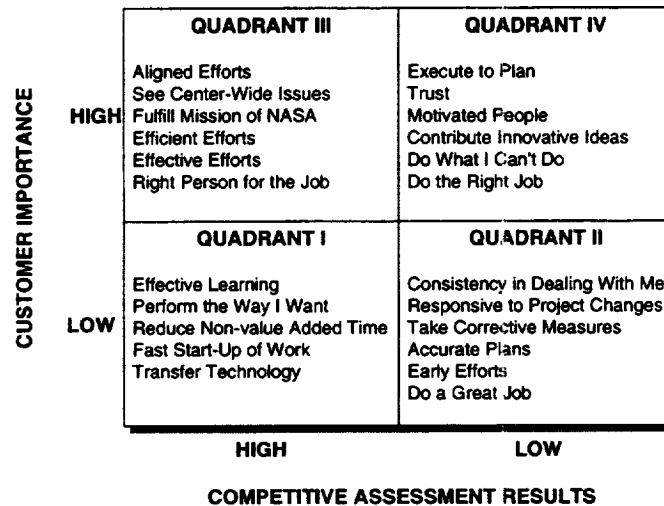 QUADRANT III
Aligned Efforts
See Center-Wide Issues
Fulfill Mission of NASA
Efficient Efforts
Effective Efforts
Right Person for the Job
QUADRANT IV
Execute to Plan
Trust
Motivated People
Contribute Innovative Ideas
Do What I Can't Do
Do the Right Job
CUSTOMER IMPORTANCE
HIGH
LOW
QUADRANT I
Effective Learning
Perform the Way I Want
Reduce Non-value Added Time
Fast Start-Up of Work
Transfer Technology
QUADRANT II
Consistency in Dealing With Me
Responsive to Project Changes
Take Corrective Measures
Accurate Plans
Early Efforts
Do a Great Job
HIGH
LOW
COMPETITIVE ASSESSMENT RESULTS